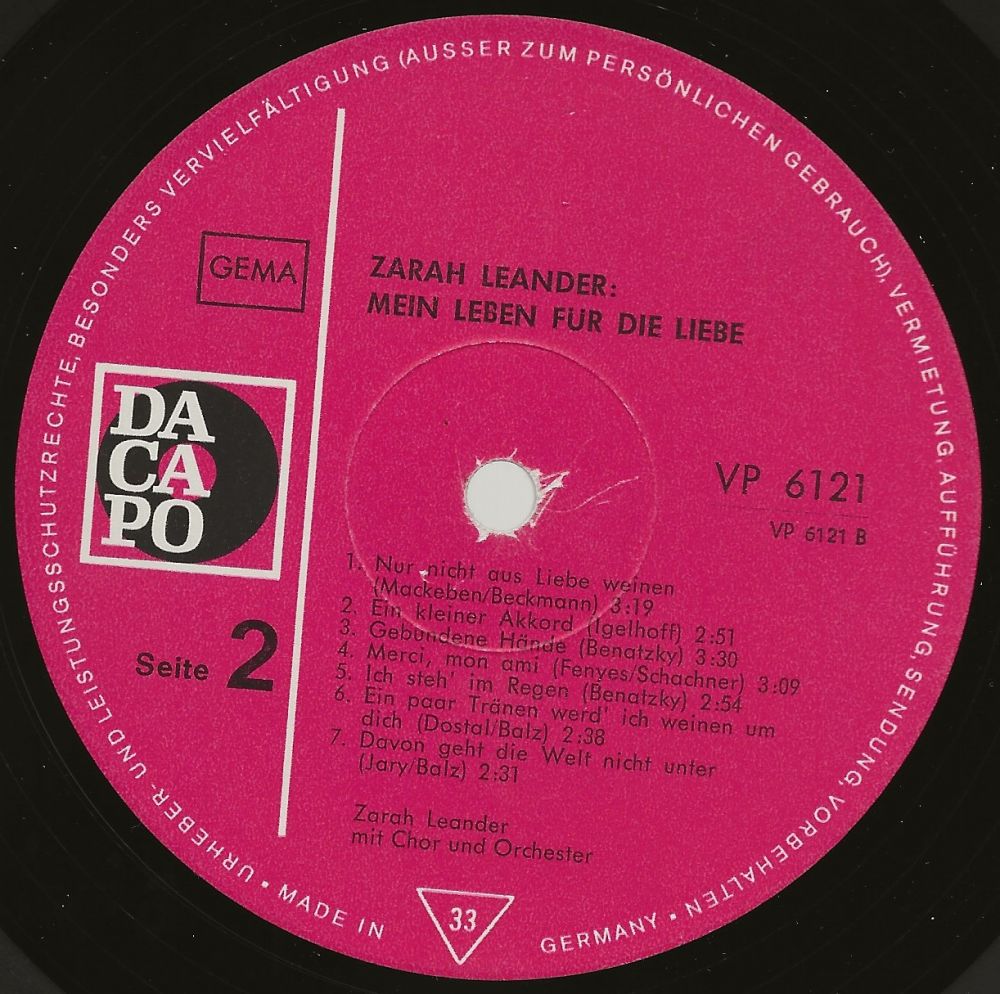 URHEBER- UND LEISTUNGSSCHUTZRECHTE, BESONDERS VERVIELFÄLTIGUNG (AUSSER ZUM PERSÖNLICHEN GEBRAUCH), VERMIETUNG, AUFFÜHRUNG, SENDUNG, VORBEHALTEN •
GEMA
ZARAH LEANDER:
MEIN LEBEN FUR DIE LIEBE
DA
CA
PO
VP 6121
VP 6121 B
Seite 2
1. Nur nicht aus Liebe weinen
(Mackeben/Beckmann) 3:19
2. Ein kleiner Akkord (Igelhoff) 2:51
3. Gebundene Hände (Benatzky) 3:30
4. Merci, mon ami (Fenyes/Schachner) 3:09
5. Ich steh' im Regen (Benatzky) 2:54
6. Ein paar Tränen werd' ich weinen um
dich (Dostal/Balz) 2:38
7. Davon geht die Welt nicht unter
(Jary/Balz) 2:31
Zarah Leander
mit Chor und Orchester
• MADE IN
33
GERMANY